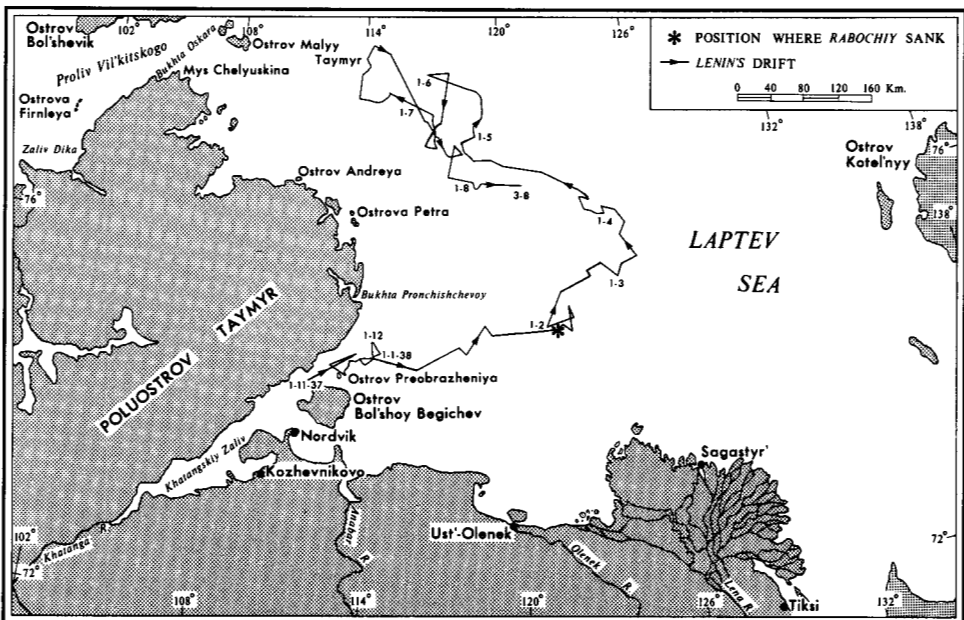 Ostrov
Bol'shevik
102°
108°
114°
120°
126°
Ostrov Malyy
Taymyr
Proliv Vil'kitskogo
Bukhta Oskara
Mys Chelyuskina
Ostrova
Firnleya
Zaliv Dika
76°
Ostrov Andreya
Ostrova Petra
Bukhta Pronchishchevoy
POLUOSTROV TAYMYR
* POSITION WHERE RABOCHIY SANK
LENIN'S DRIFT
0 40 80 120 160 Km.
132°
138°
Ostrov
Kotel'nyy
76°
138°
LAPTEV
SEA
1-6
1-7
1-5
1-8
3-8
1-4
1-3
1-2
1-12
1-1-38
1-11-37
Ostrov Preobrazheniya
Ostrov
Bol'shoy Begichev
Nordvik
Khatangskiy Zaliv
Kozhevnikovo
Khatanga R.
102°
72°
108°
Anabar R.
114°
Ust'-Olenek
Olenek R.
120°
Sagastyr'
Lena R.
126°
Tiksi
132°
72°